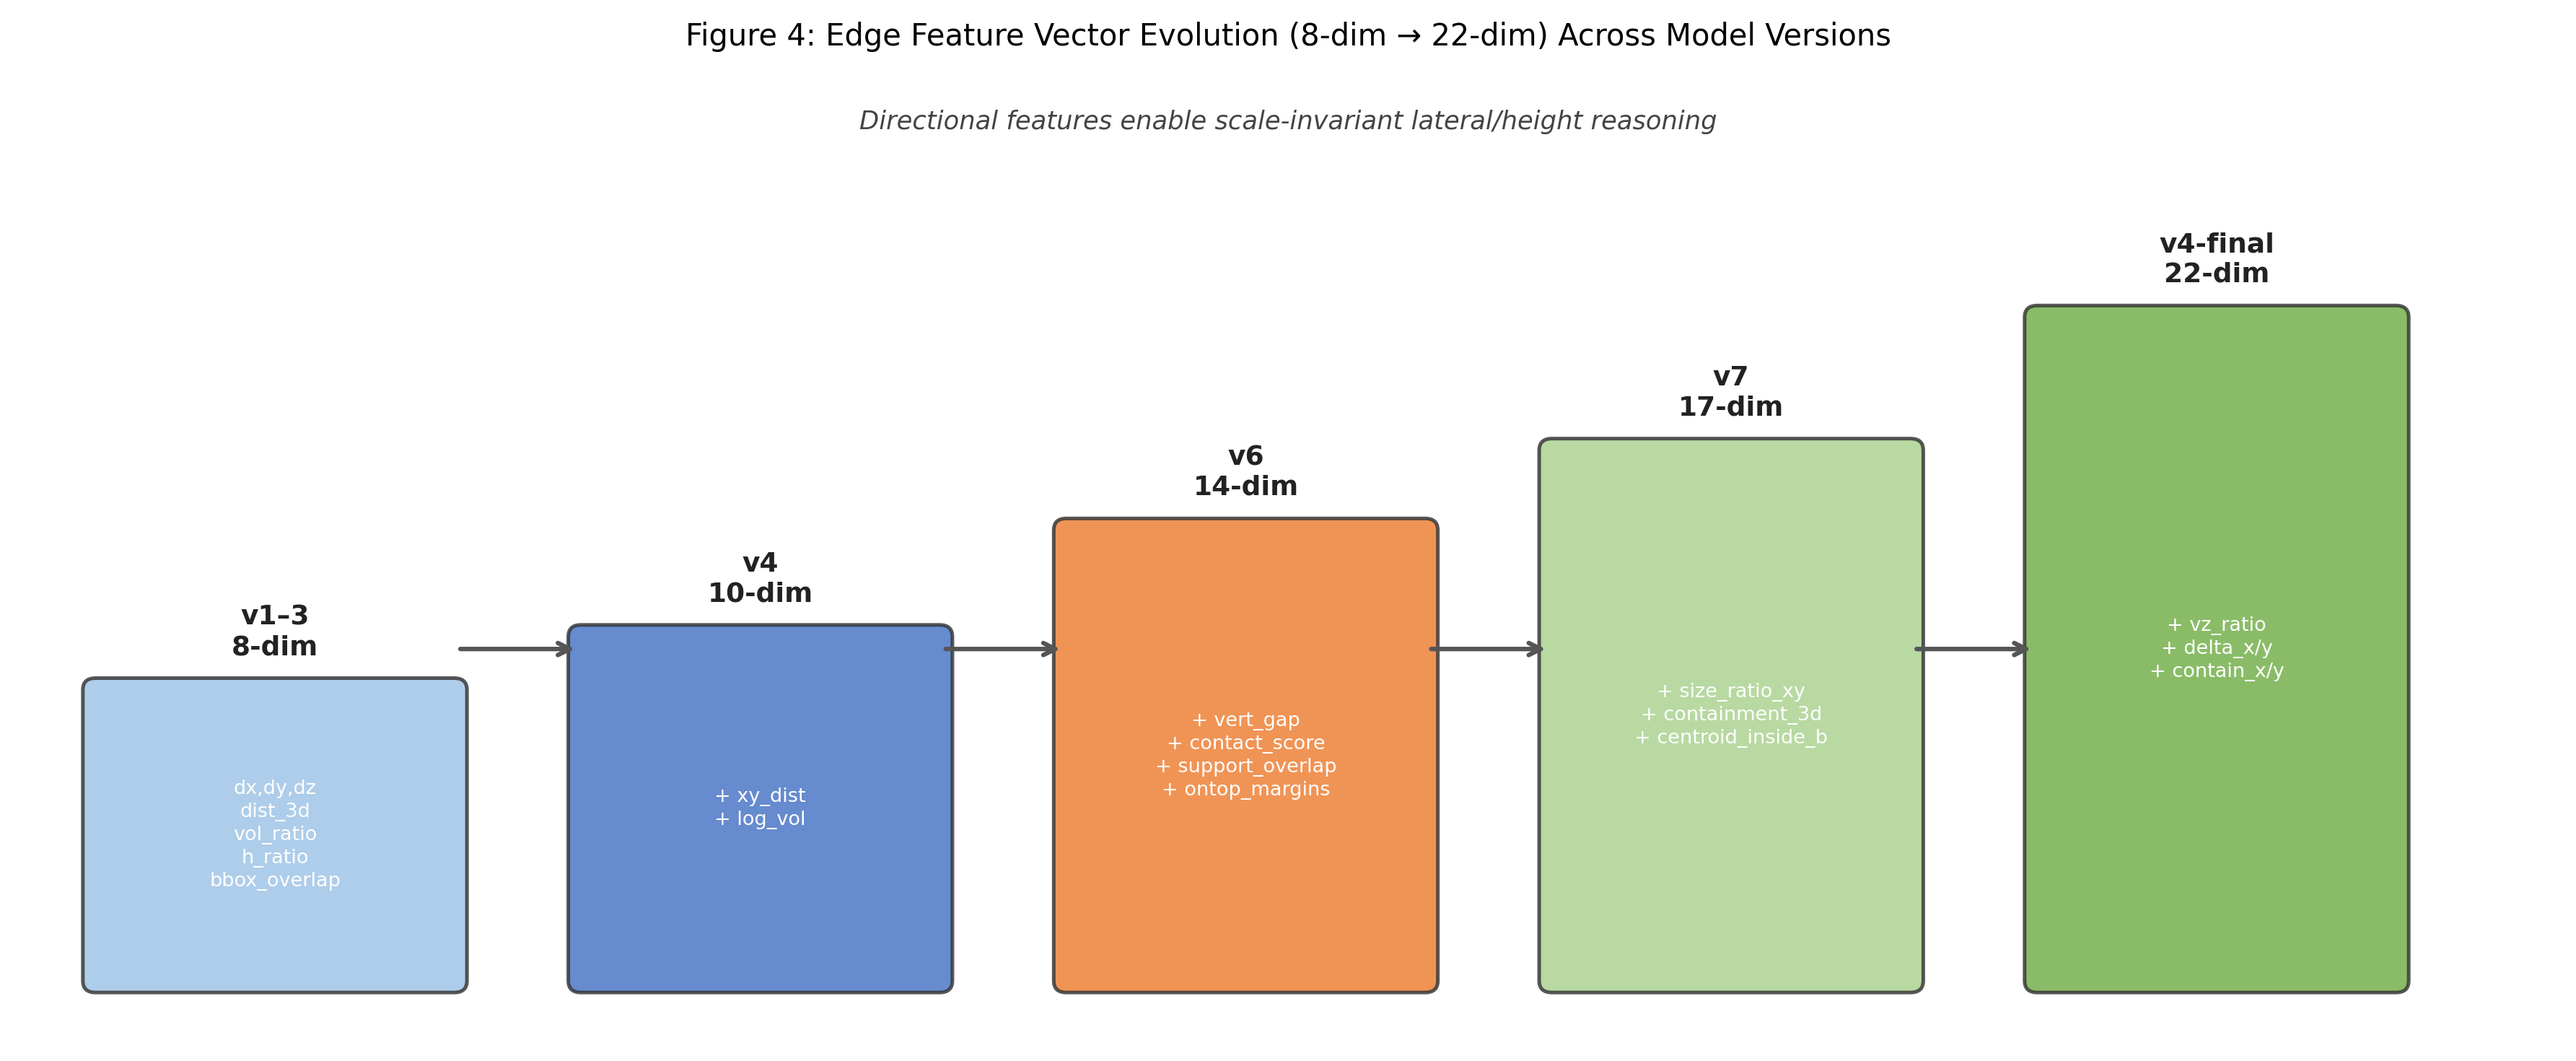 Figure 4: Edge Feature Vector Evolution (8-dim → 22-dim) Across Model Versions
Directional features enable scale-invariant lateral/height reasoning
v1–3
8-dim
dx,dy,dz
dist_3d
vol_ratio
h_ratio
bbox_overlap
v4
10-dim
+ xy_dist
+ log_vol
v6
14-dim
+ vert_gap
+ contact_score
+ support_overlap
+ ontop_margins
v7
17-dim
+ size_ratio_xy
+ containment_3d
+ centroid_inside_b
v4-final
22-dim
+ vz_ratio
+ delta_x/y
+ contain_x/y